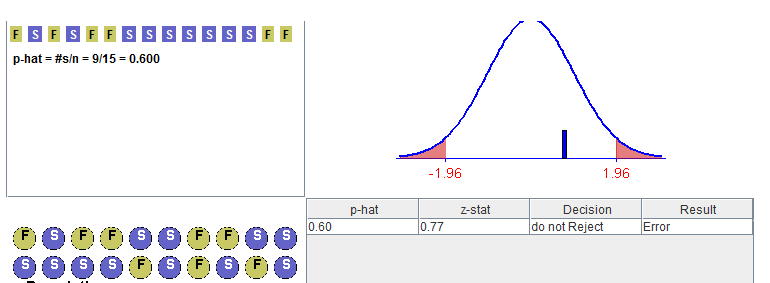 F S F S F F S S S S S S S F F
p-hat = #s/n = 9/15 = 0.600
-1.96 1.96
p-hat z-stat Decision Result
0.60 0.77 do not Reject Error
F S F F S S F F S S
S S S S F S F S F S